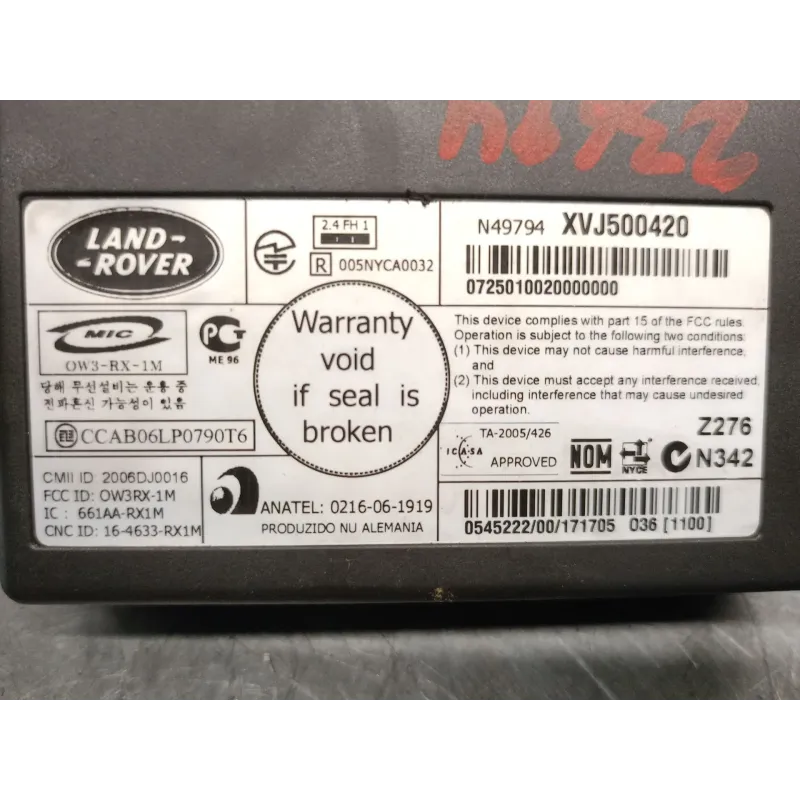 LAND-
-ROVER
2.4 FH 1
R 005NYCA0032
N49794 XVJ500420
0725010020000000
MIC
OW3-RX-1M
ME 96
당해 무선설비는 운용 중
전파혼신 가능성이 있음
CCAB06LP0790T6
Warranty
void
if seal is
broken
This device complies with part 15 of the FCC rules.
Operation is subject to the following two conditions:
(1) This device may not cause harmful interference,
and
(2) This device must accept any interference received,
including interference that may cause undesired
operation.
TA-2005/426
ICASA
APPROVED
NOM
NYCE
Z276
N342
CMII ID: 2006DJ0016
FCC ID: OW3RX-1M
IC : 661AA-RX1M
CNC ID: 16-4633-RX1M
ANATEL: 0216-06-1919
PRODUZIDO NU ALEMANIA
0545222/00/171705 036 [1100]